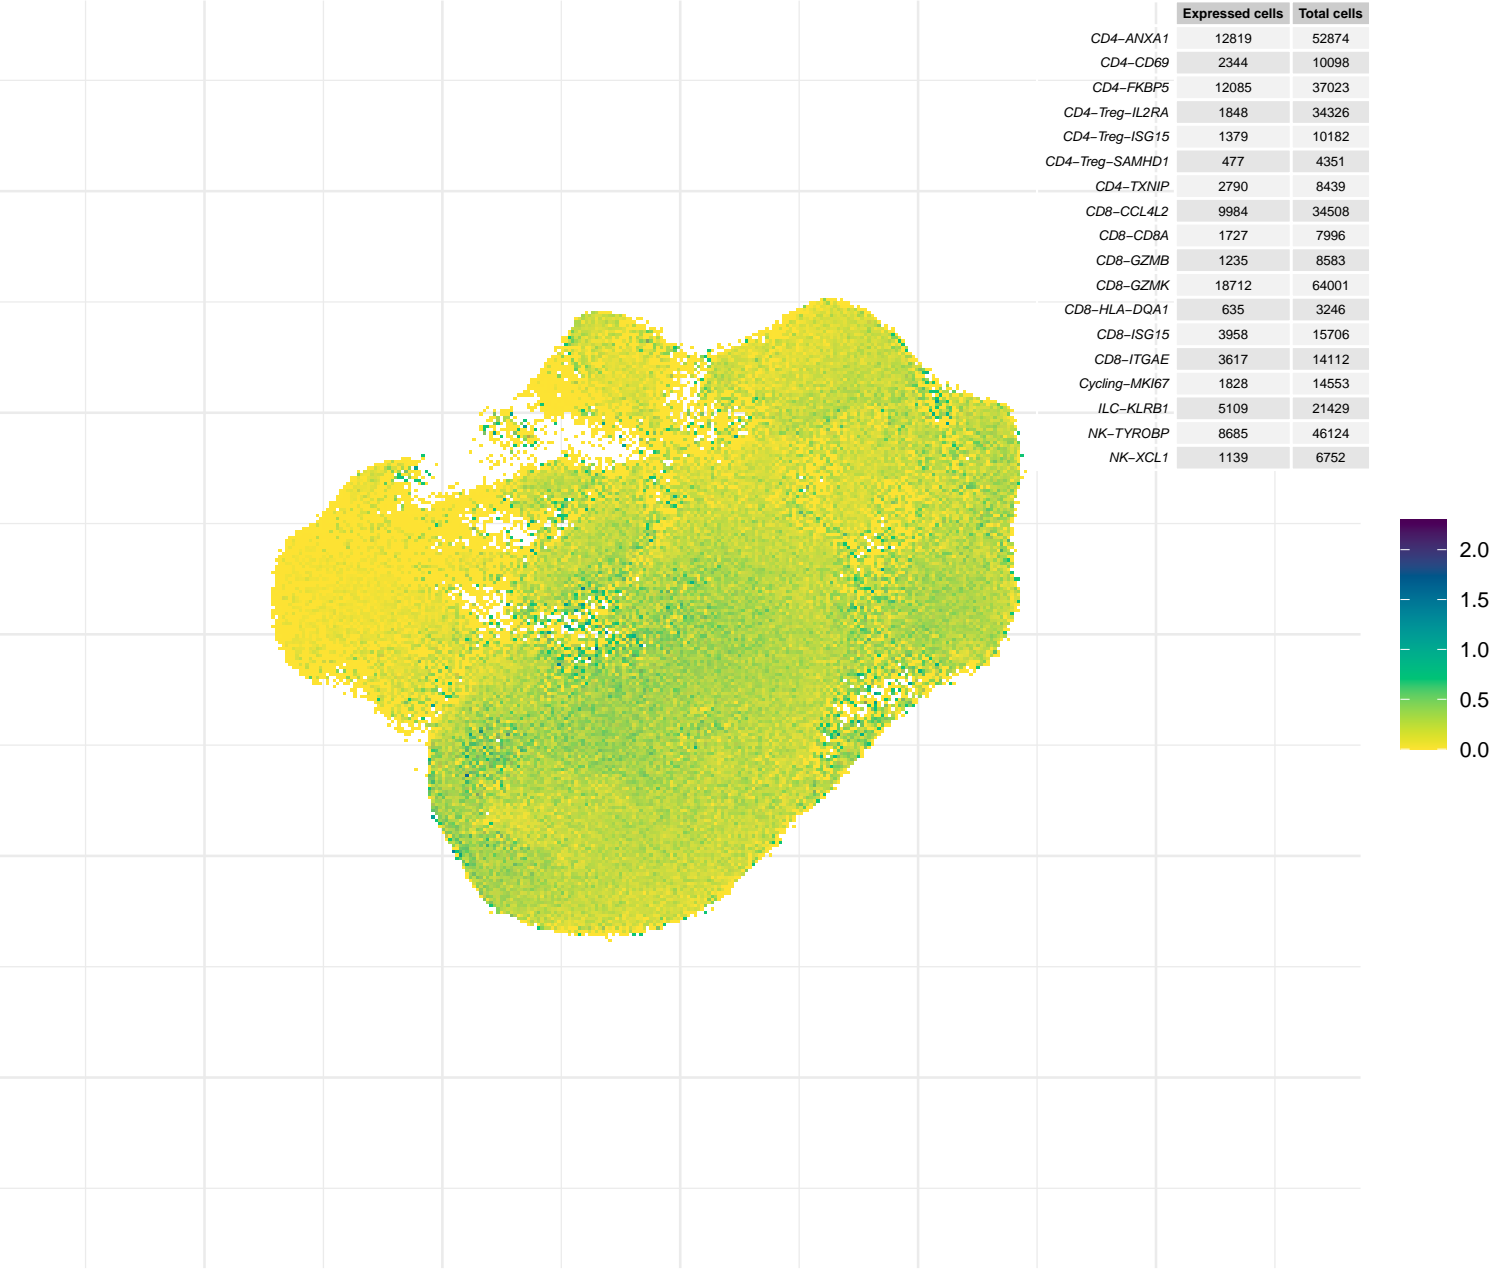 Expressed cells Total cells
CD4−ANXA1 12819 52874
CD4−CD69 2344 10098
CD4−FKBP5 12085 37023
CD4−Treg−IL2RA 1848 34326
CD4−Treg−ISG15 1379 10182
CD4−Treg−SAMHD1 477 4351
CD4−TXNIP 2790 8439
CD8−CCL4L2 9984 34508
CD8−CD8A 1727 7996
CD8−GZMB 1235 8583
CD8−GZMK 18712 64001
CD8−HLA−DQA1 635 3246
CD8−ISG15 3958 15706
CD8−ITGAE 3617 14112
Cycling−MKI67 1828 14553
ILC−KLRB1 5109 21429
NK−TYROBP 8685 46124
NK−XCL1 1139 6752
2.0
1.5
1.0
0.5
0.0